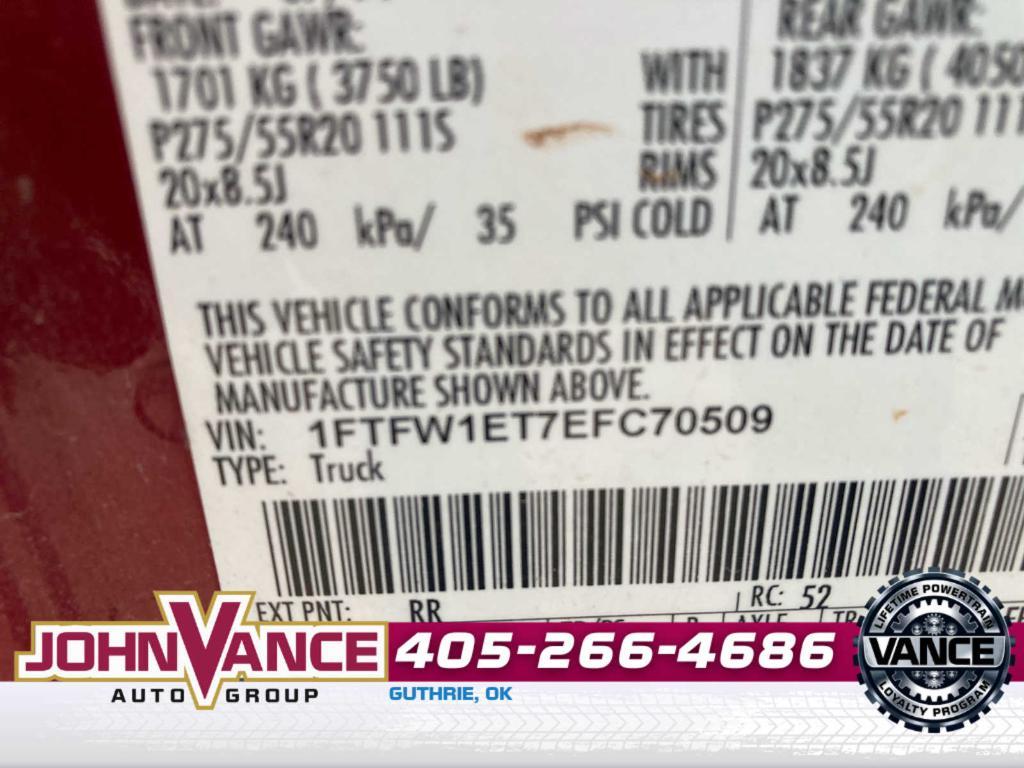 FRONT GAWR: REAR GAWR:
1701 KG ( 3750 LB) WITH 1837 KG ( 4050
P275/55R20 111S TIRES P275/55R20 111
20x8.5J RIMS 20x8.5J
AT 240 kPa/ 35 PSI COLD AT 240 kPa/
THIS VEHICLE CONFORMS TO ALL APPLICABLE FEDERAL
VEHICLE SAFETY STANDARDS IN EFFECT ON THE DATE OF
MANUFACTURE SHOWN ABOVE.
VIN: 1FTFW1ET7EFC70509
TYPE: Truck
EXT PNT: RR RC: 52
JOHN VANCE
AUTO GROUP
405-266-4686
GUTHRIE, OK
LIFETIME POWERTRAIN
VANCE
LOYALTY PROGRAM